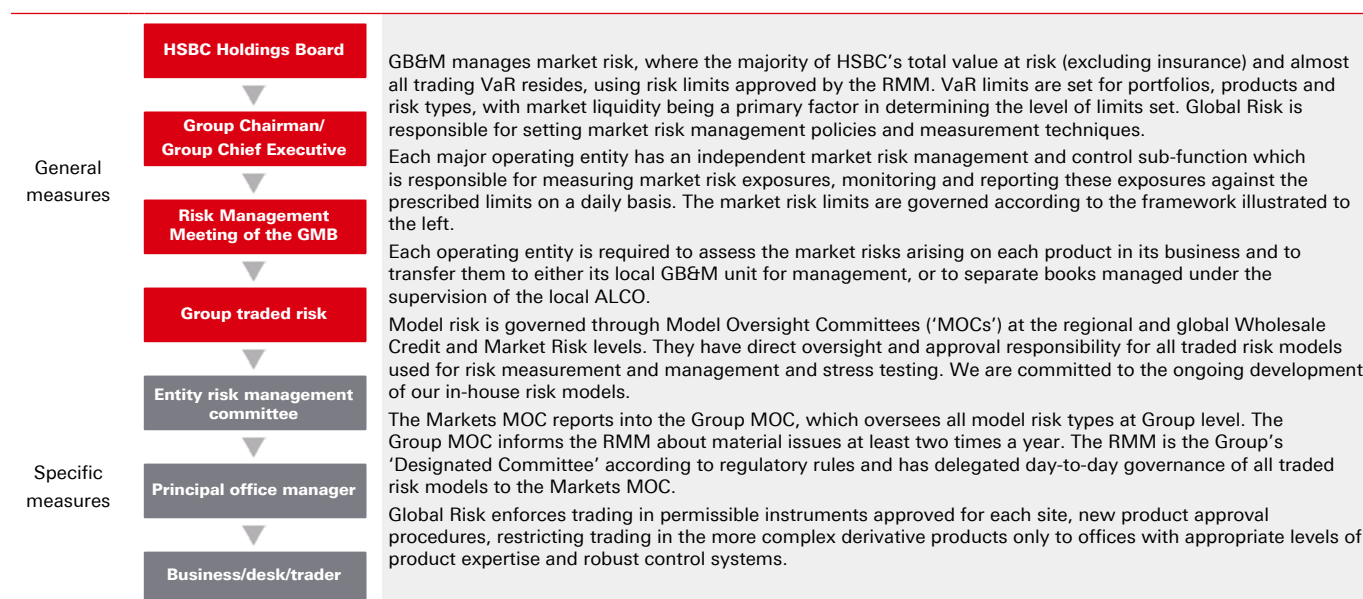 HSBC Holdings Board
Group Chairman/
Group Chief Executive
General
measures
Risk Management
Meeting of the GMB
Group traded risk
Entity risk management
committee
Specific
measures
Principal office manager
Business/desk/trader
GB&M manages market risk, where the majority of HSBC's total value at risk (excluding insurance) and almost
all trading VaR resides, using risk limits approved by the RMM. VaR limits are set for portfolios, products and
risk types, with market liquidity being a primary factor in determining the level of limits set. Global Risk is
responsible for setting market risk management policies and measurement techniques.
Each major operating entity has an independent market risk management and control sub-function which
is responsible for measuring market risk exposures, monitoring and reporting these exposures against the
prescribed limits on a daily basis. The market risk limits are governed according to the framework illustrated to
the left.
Each operating entity is required to assess the market risks arising on each product in its business and to
transfer them to either its local GB&M unit for management, or to separate books managed under the
supervision of the local ALCO.
Model risk is governed through Model Oversight Committees ('MOCs') at the regional and global Wholesale
Credit and Market Risk levels. They have direct oversight and approval responsibility for all traded risk models
used for risk measurement and management and stress testing. We are committed to the ongoing development
of our in-house risk models.
The Markets MOC reports into the Group MOC, which oversees all model risk types at Group level. The
Group MOC informs the RMM about material issues at least two times a year. The RMM is the Group's
'Designated Committee' according to regulatory rules and has delegated day-to-day governance of all traded
risk models to the Markets MOC.
Global Risk enforces trading in permissible instruments approved for each site, new product approval
procedures, restricting trading in the more complex derivative products only to offices with appropriate levels of
product expertise and robust control systems.